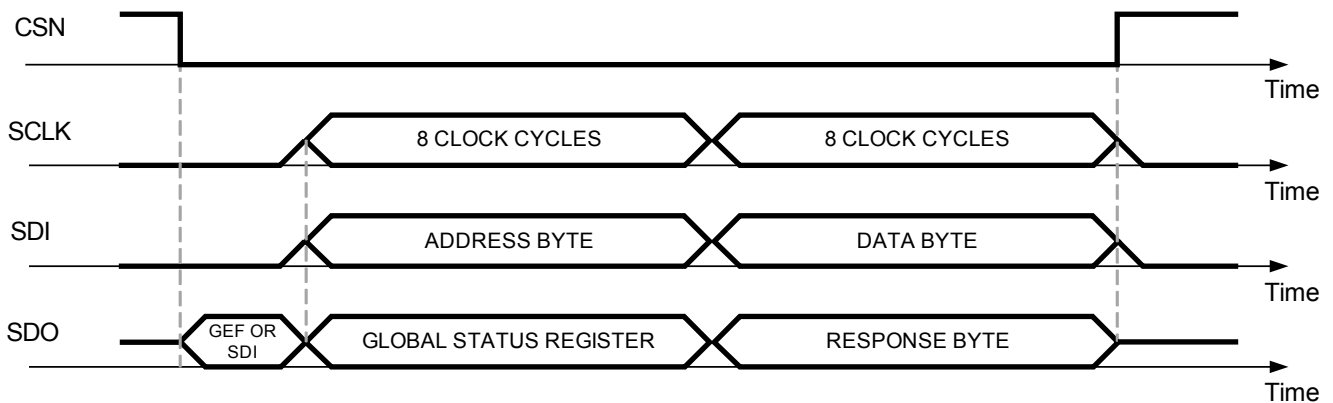 CSN
Time
SCLK
8 CLOCK CYCLES
8 CLOCK CYCLES
Time
SDI
ADDRESS BYTE
DATA BYTE
Time
SDO
GEF OR
SDI
GLOBAL STATUS REGISTER
RESPONSE BYTE
Time